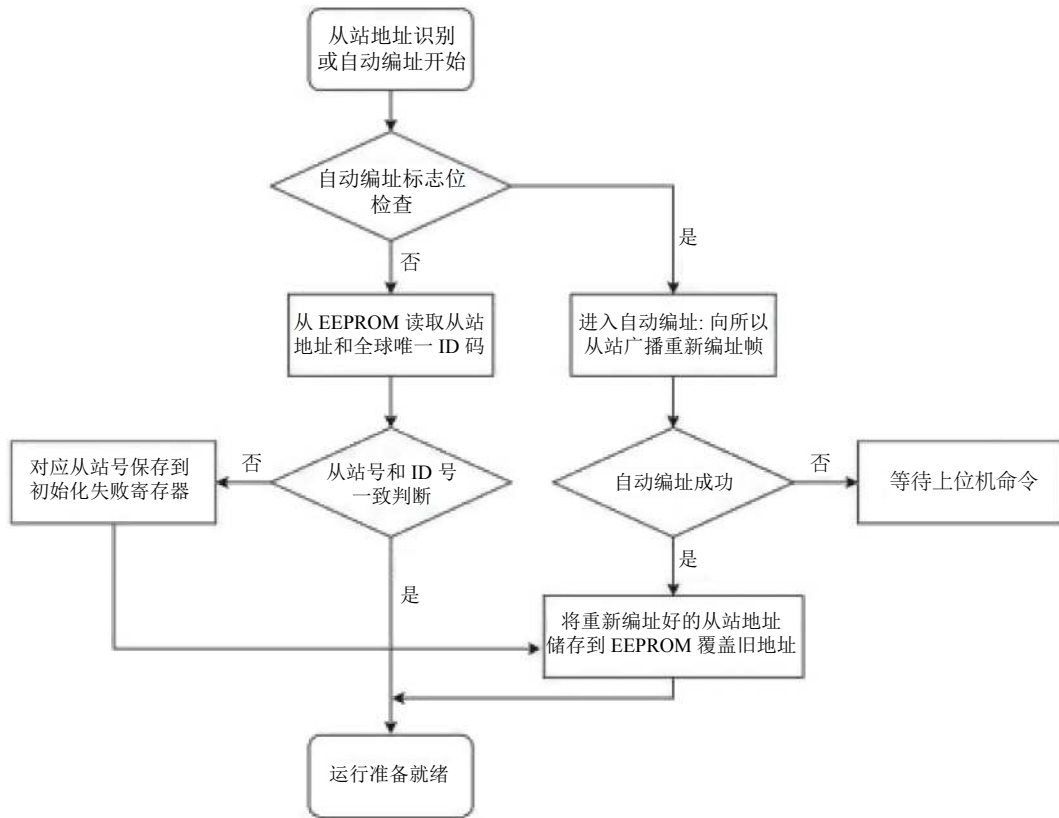 从站地址识别
或自动编址开始
自动编址标志位
检查
是
否
从 EEPROM 读取从站
地址和全球唯一 ID 码
进入自动编址: 向所以
从站广播重新编址帧
对应从站号保存到
初始化失败寄存器
否
从站号和 ID 号
一致判断
自动编址成功
否
等待上位机命令
是
是
将重新编址好的从站地址
储存到 EEPROM 覆盖旧地址
运行准备就绪